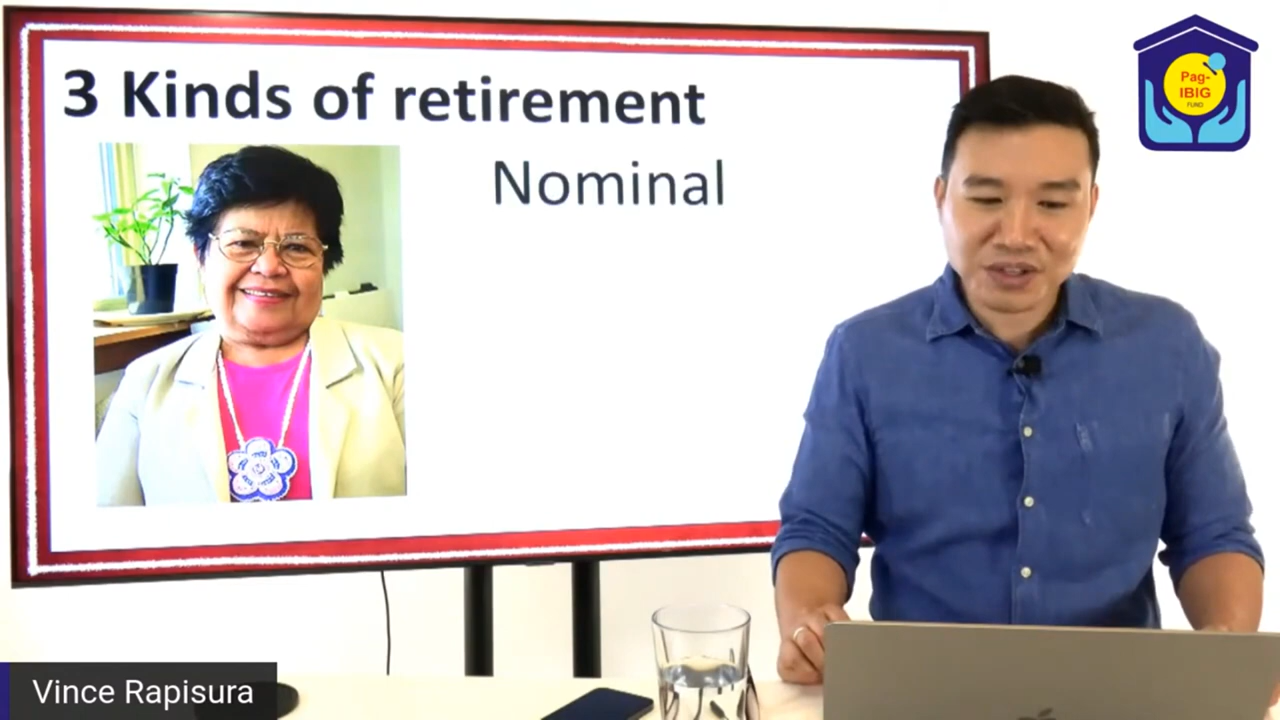 3 Kinds of retirement
Nominal
Pag-
IBIG
FUND
Vince Rapisura